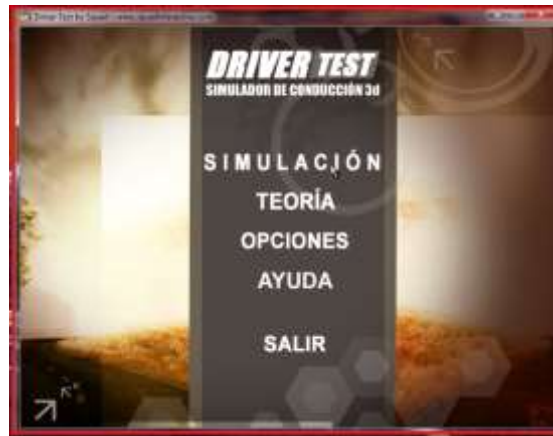 DRIVER TEST
SIMULADOR DE CONDUCCIÓN 3d
SIMULACIÓN
TEORÍA
OPCIONES
AYUDA
SALIR